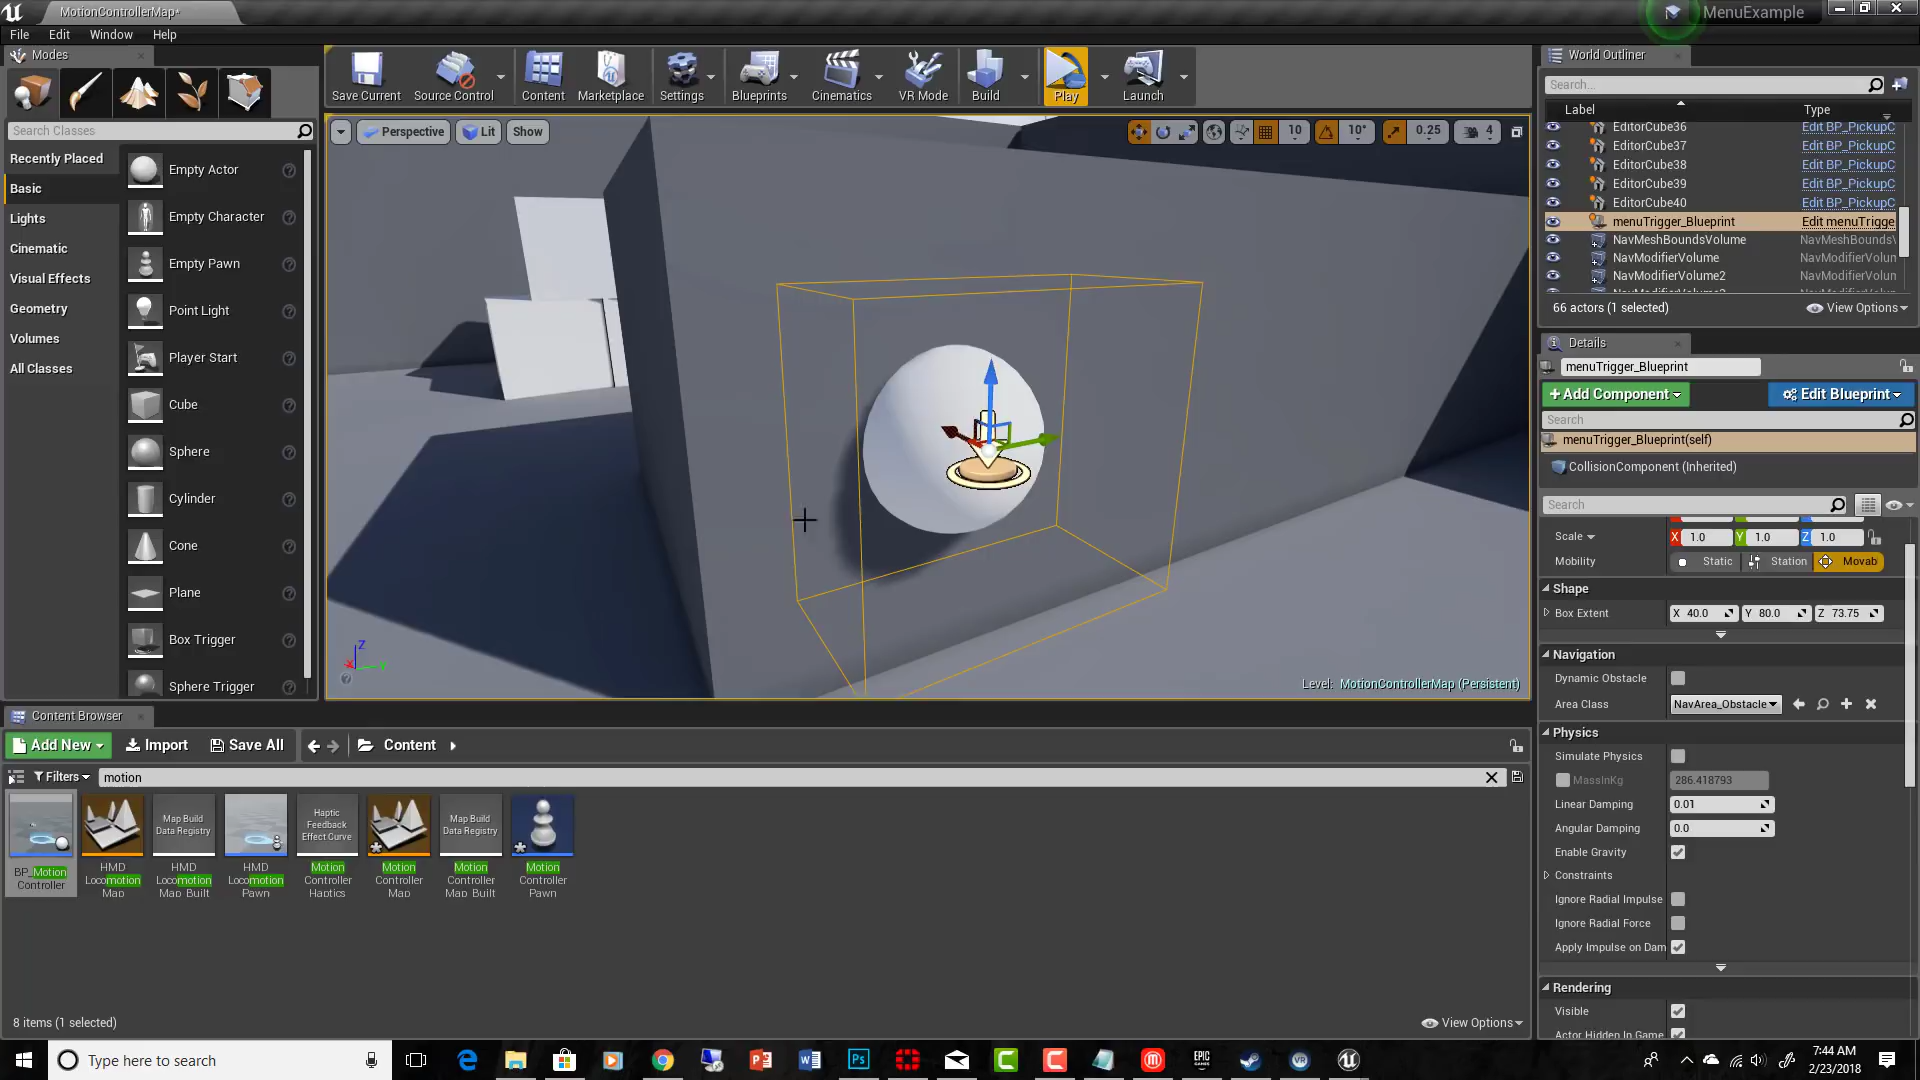 MotionControllerMap*
MenuExample
File Edit Window Help
Modes
Search Classes
Recently Placed
Basic
Lights
Cinematic
Visual Effects
Geometry
Volumes
All Classes
Empty Actor
Empty Character
Empty Pawn
Point Light
Player Start
Cube
Sphere
Cylinder
Cone
Plane
Box Trigger
Sphere Trigger
Save Current
Source Control
Content
Marketplace
Settings
Blueprints
Cinematics
VR Mode
Build
Play
Launch
Perspective Lit Show
10 10° 0.25 4
Z
Level: MotionControllerMap (Persistent)
World Outliner
Search...
Label Type
EditorCube36 Edit BP_PickupC
EditorCube37 Edit BP_PickupC
EditorCube38 Edit BP_PickupC
EditorCube39 Edit BP_PickupC
EditorCube40 Edit BP_PickupC
menuTrigger_Blueprint Edit menuTrigge
NavMeshBoundsVolume NavMeshBounds\
NavModifierVolume NavModifierVolun
NavModifierVolume2 NavModifierVolun
66 actors (1 selected) View Options
Details
menuTrigger_Blueprint
+Add Component Edit Blueprint
Search
menuTrigger_Blueprint(self)
CollisionComponent (Inherited)
Search
Scale X 1.0 Y 1.0 Z 1.0
Mobility Static Station Movab
Shape
Box Extent X 40.0 Y 80.0 Z 73.75
Navigation
Dynamic Obstacle
Area Class NavArea_Obstacle
Physics
Simulate Physics
MassInKg 286.418793
Linear Damping 0.01
Angular Damping 0.0
Enable Gravity
Constraints
Ignore Radial Impulse
Ignore Radial Force
Apply Impulse on Dam
Rendering
Visible
Actor Hidden In Game
Content Browser
Add New Import Save All Content
Filters motion
BP_Motion Controller
HMD Locomotion Map
Map Build Data Registry
HMD Locomotion Map_Built
HMD Locomotion Pawn
Haptic Feedback Effect Curve
Motion Controller Haptics
Motion Controller Map
Map Build Data Registry
Motion Controller Map_Built
Motion Controller Pawn
8 items (1 selected) View Options
Type here to search
EPIC GAMES
7:44 AM
2/23/2018